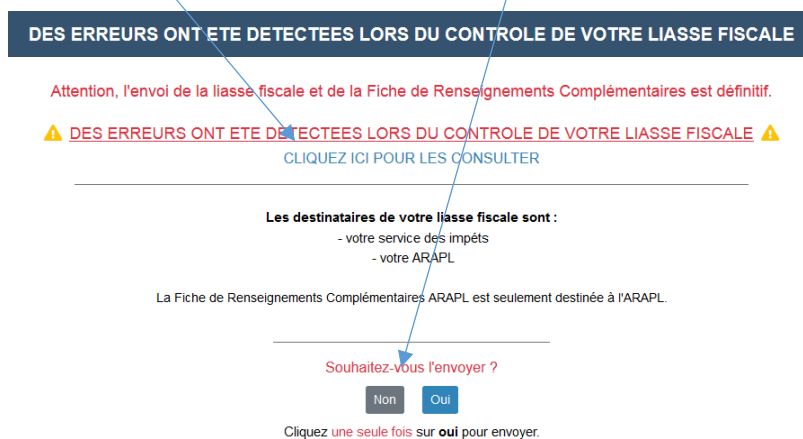 DES ERREURS ONT ETE DETECTEES LORS DU CONTROLE DE VOTRE LIASSE FISCALE
Attention, l'envoi de la liasse fiscale et de la Fiche de Renseignements Complémentaires est définitif.
DES ERREURS ONT ETE DETECTEES LORS DU CONTROLE DE VOTRE LIASSE FISCALE
CLIQUEZ ICI POUR LES CONSULTER
Les destinataires de votre liasse fiscale sont :
- votre service des impéts
- votre ARAPL
La Fiche de Renseignements Complémentaires ARAPL est seulement destinée à l'ARAPL.
Souhaitez-vous l'envoyer ?
Non Oui
Cliquez une seule fois sur oui pour envoyer.